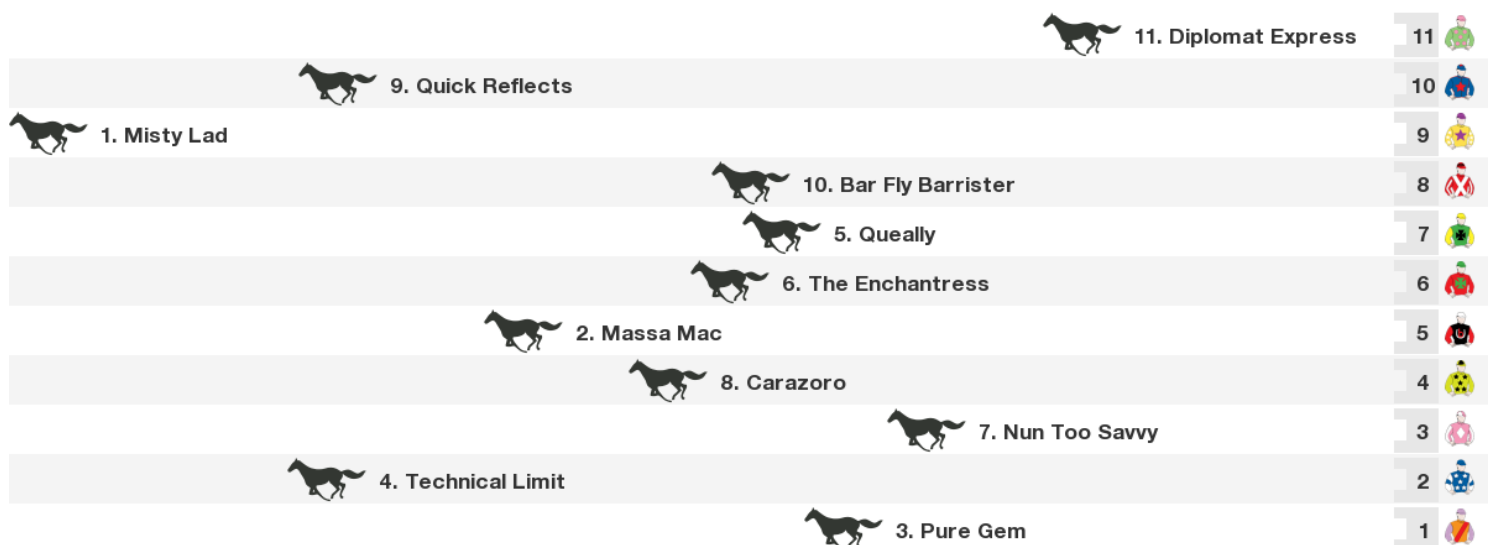 11. Diplomat Express 11
9. Quick Reflects 10
1. Misty Lad 9
10. Bar Fly Barrister 8
5. Queally 7
6. The Enchantress 6
2. Massa Mac 5
8. Carazoro 4
7. Nun Too Savvy 3
4. Technical Limit 2
3. Pure Gem 1